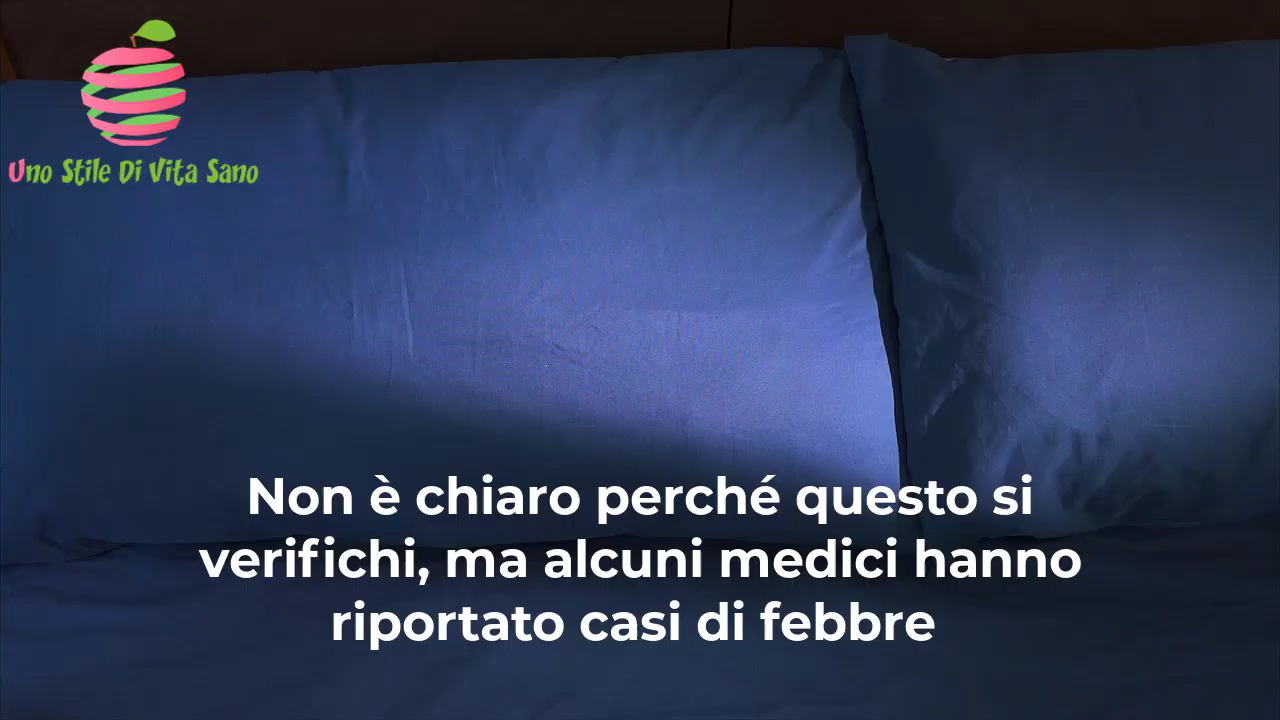 Uno Stile Di Vita Sano
Non è chiaro perché questo si
verifichi, ma alcuni medici hanno
riportato casi di febbre